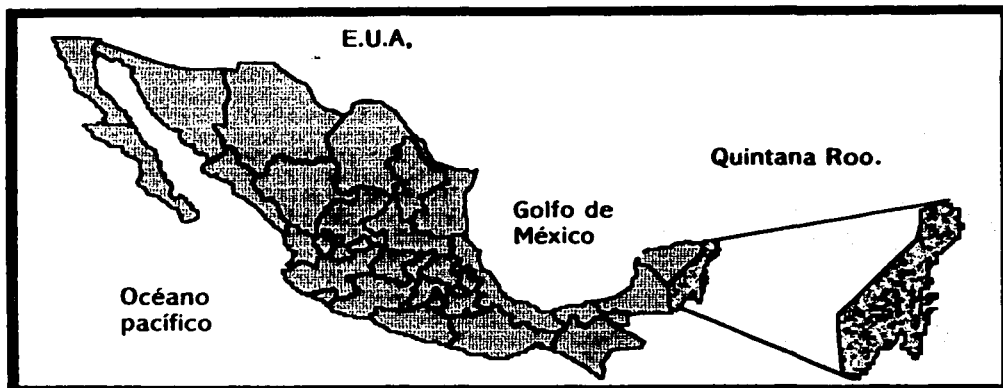 E.U.A,
Quintana Roo.
Golfo de
México
Océano
pacífico